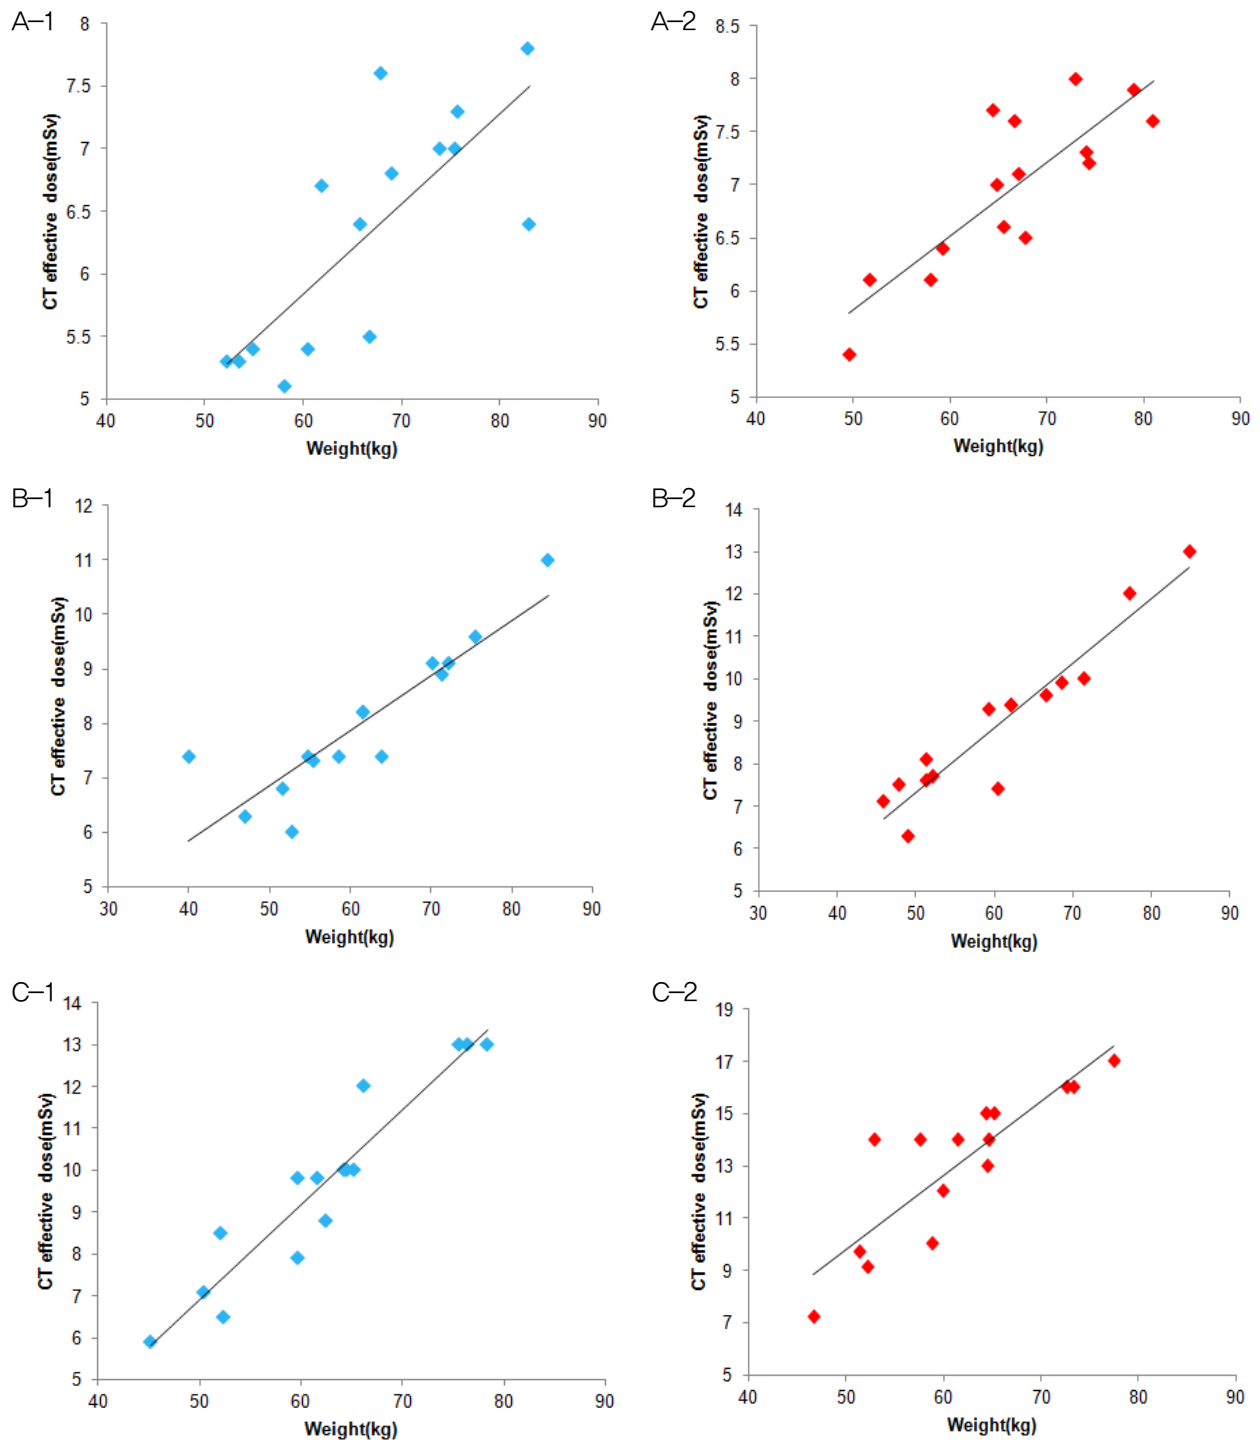 A–1
8
7.5
7
6.5
6
5.5
5
CT effective dose(mSv)
40 50 60 70 80 90
Weight(kg)
A–2
8.5
8
7.5
7
6.5
6
5.5
5
CT effective dose(mSv)
40 50 60 70 80 90
Weight(kg)
B–1
12
11
10
9
8
7
6
5
CT effective dose(mSv)
30 40 50 60 70 80 90
Weight(kg)
B–2
14
13
12
11
10
9
8
7
6
5
CT effective dose(mSv)
30 40 50 60 70 80 90
Weight(kg)
C–1
14
13
12
11
10
9
8
7
6
5
CT effective dose(mSv)
40 50 60 70 80 90
Weight(kg)
C–2
19
17
15
13
11
9
7
5
CT effective dose(mSv)
40 50 60 70 80 90
Weight(kg)